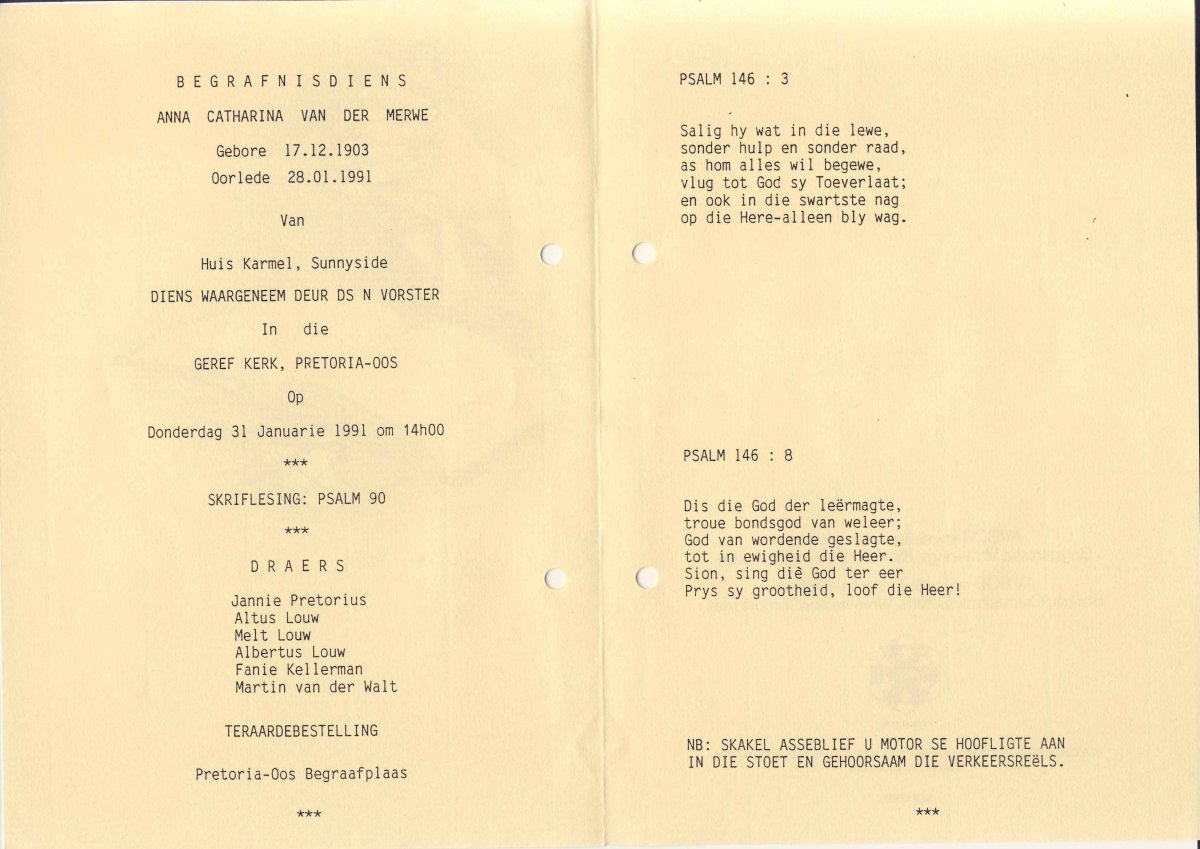 BEGRAFNISDIENS
ANNA CATHARINA VAN DER MERWE
Gebore 17.12.1903
Oorlede 28.01.1991
Van
Huis Karmel, Sunnyside
DIENS WAARGENEEM DEUR DS N VORSTER
In die
GEREF KERK, PRETORIA-OOS
Op
Donderdag 31 Januarie 1991 om 14h00
***
SKRIFLESING: PSALM 90
***
DRAERS
Jannie Pretorius
Altus Louw
Melt Louw
Albertus Louw
Fanie Kellerman
Martin van der Walt
TERAARDEBESTELLING
Pretoria-Oos Begraafplaas
***
PSALM 146 : 3
Salig hy wat in die lewe,
sonder hulp en sonder raad,
as hom alles wil begewe,
vlug tot God sy Toeverlaat;
en ook in die swartste nag
op die Here-alleen bly wag.
PSALM 146 : 8
Dis die God der leërmagte,
troue bondsgod van weleer;
God van wordende geslagte,
tot in ewigheid die Heer.
Sion, sing diê God ter eer
Prys sy grootheid, loof die Heer!
NB: SKAKEL ASSEBLIEF U MOTOR SE HOOFLIGTE AAN
IN DIE STOET EN GEHOORSAAM DIE VERKEERSREëLS.
***